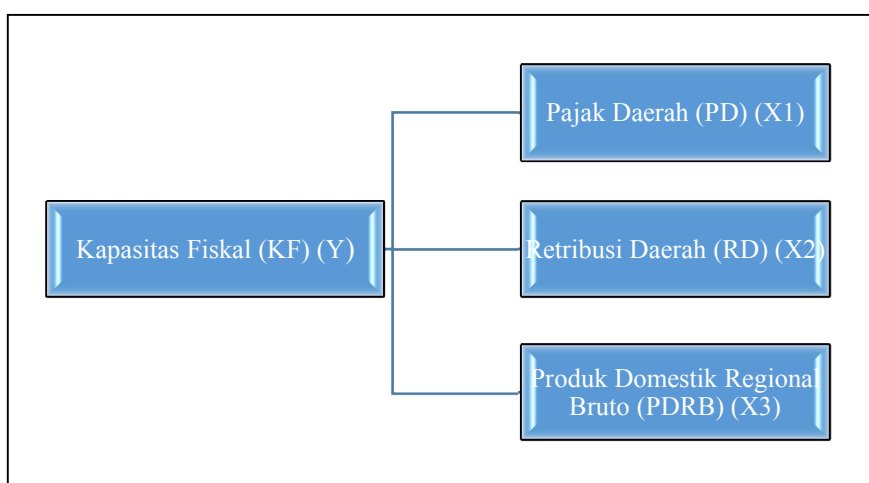 Pajak Daerah (PD) (X1)
Kapasitas Fiskal (KF) (Y)
Retribusi Daerah (RD) (X2)
Produk Domestik Regional
Bruto (PDRB) (X3)